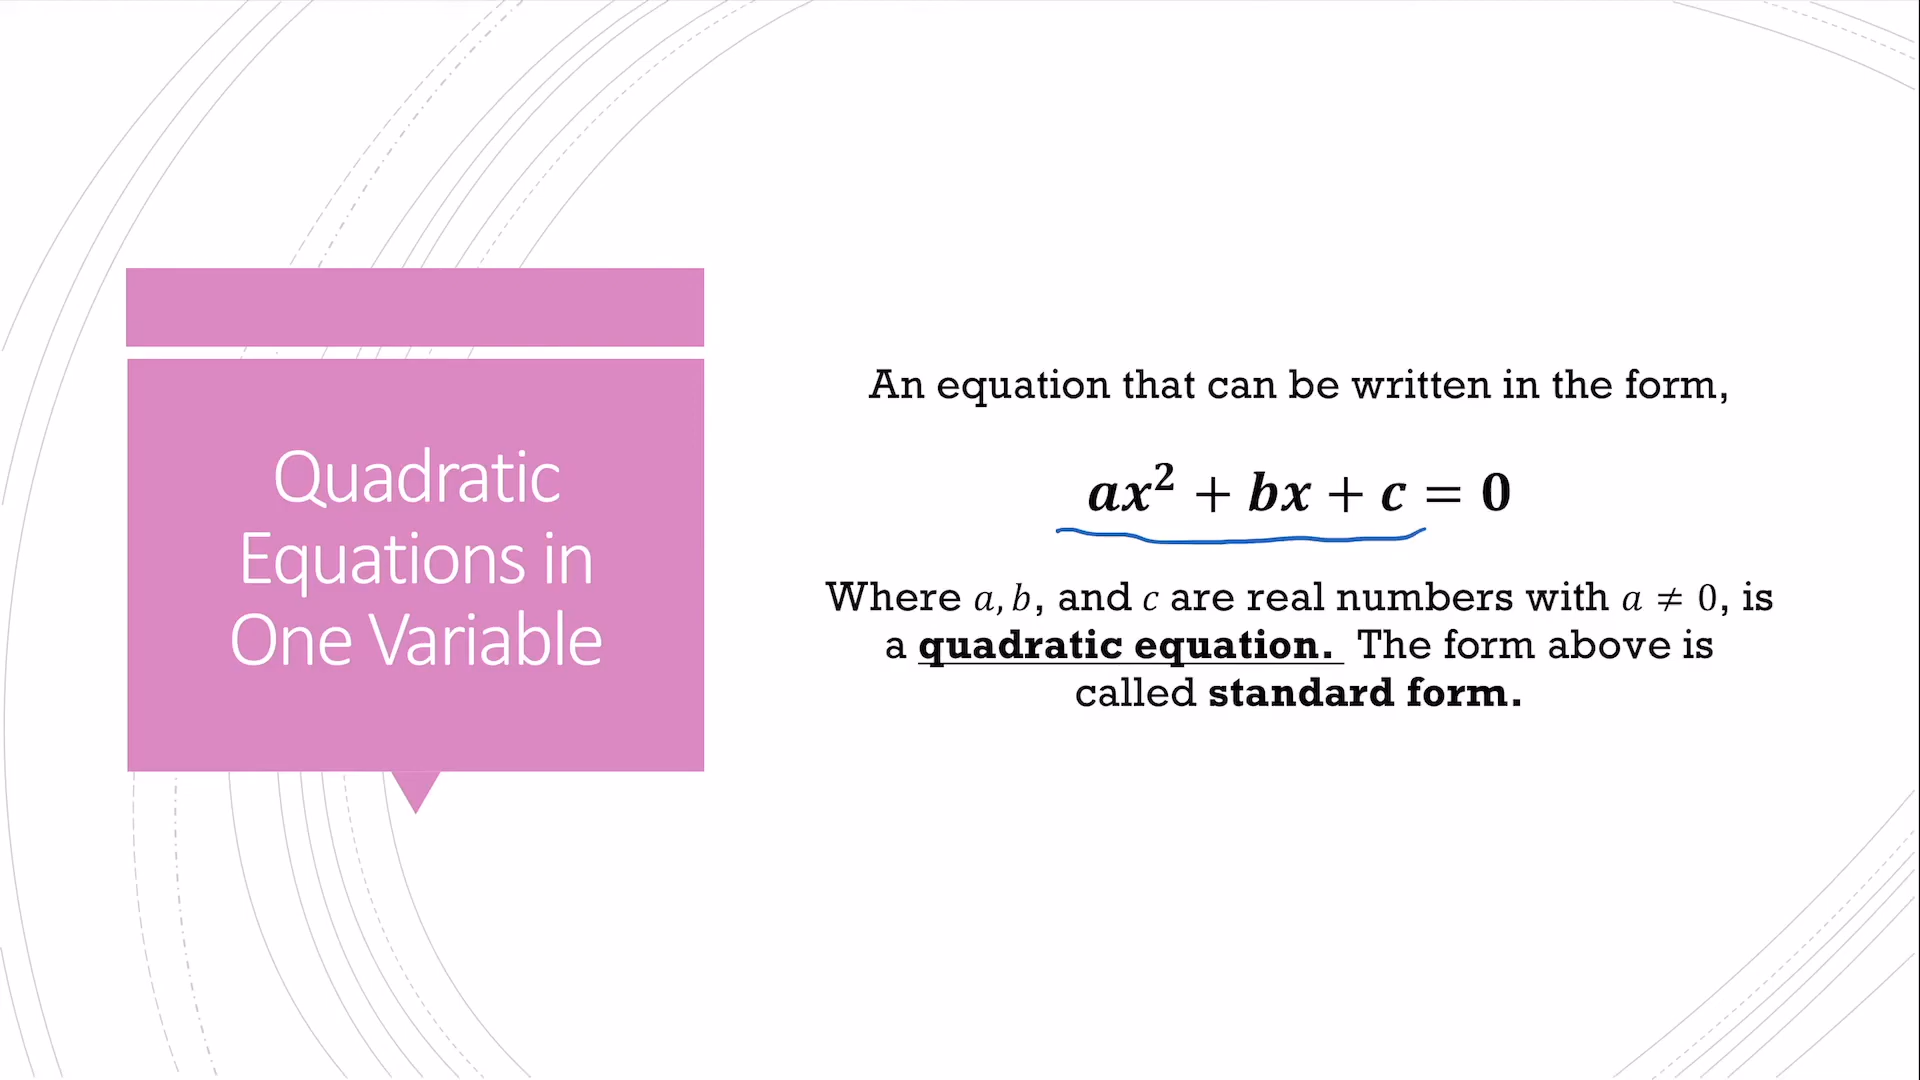 Quadratic
Equations in
One Variable
An equation that can be written in the form,
ax² + bx + c = 0
Where a, b, and c are real numbers with a ≠ 0, is
a quadratic equation. The form above is
called standard form.